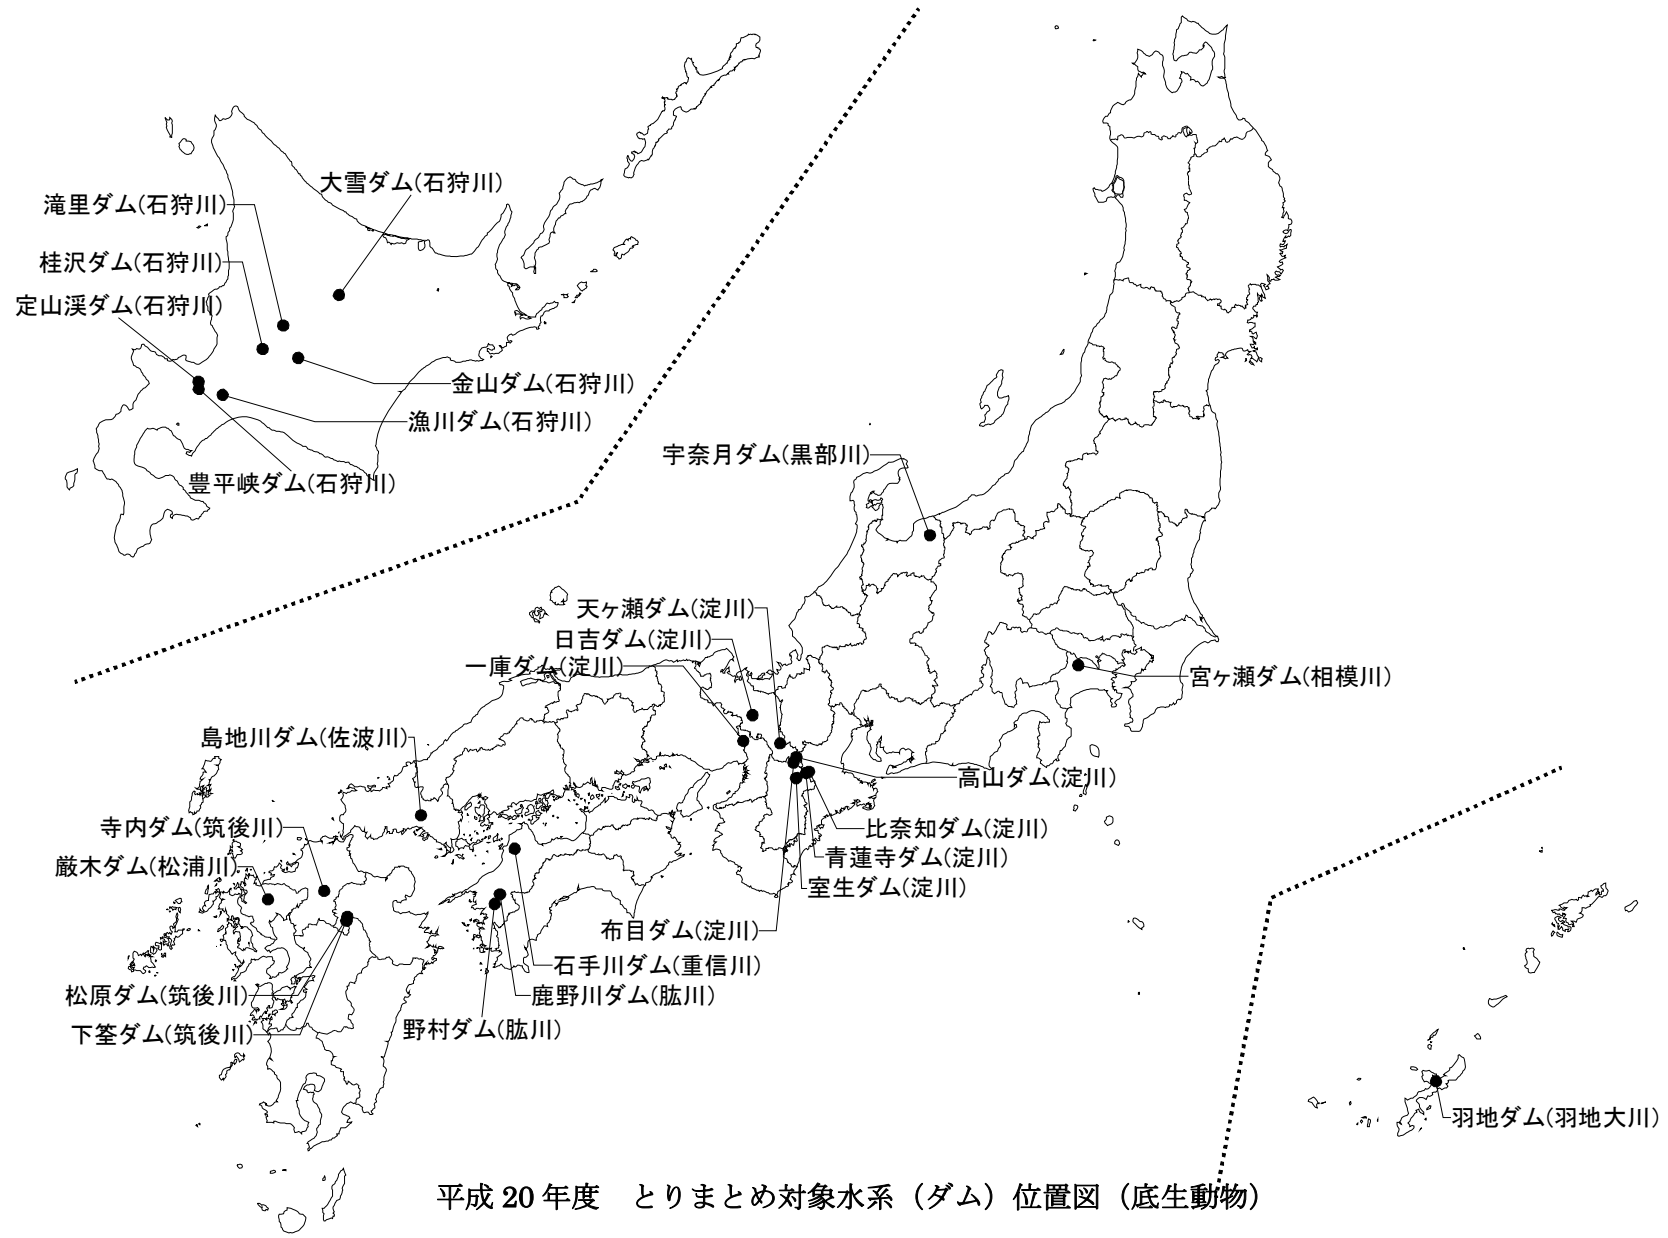 大雪ダム(石狩川)
滝里ダム(石狩川)
桂沢ダム(石狩川)
定山渓ダム(石狩川)
金山ダム(石狩川)
漁川ダム(石狩川)
豊平峡ダム(石狩川)
宇奈月ダム(黒部川)
天ヶ瀬ダム(淀川)
日吉ダム(淀川)
一庫ダム(淀川)
宮ヶ瀬ダム(相模川)
島地川ダム(佐波川)
高山ダム(淀川)
寺内ダム(筑後川)
比奈知ダム(淀川)
厳木ダム(松浦川)
青蓮寺ダム(淀川)
室生ダム(淀川)
布目ダム(淀川)
石手川ダム(重信川)
松原ダム(筑後川)
鹿野川ダム(肱川)
下筌ダム(筑後川)
野村ダム(肱川)
羽地ダム(羽地大川)
平成 20 年度　とりまとめ対象水系（ダム）位置図（底生動物）